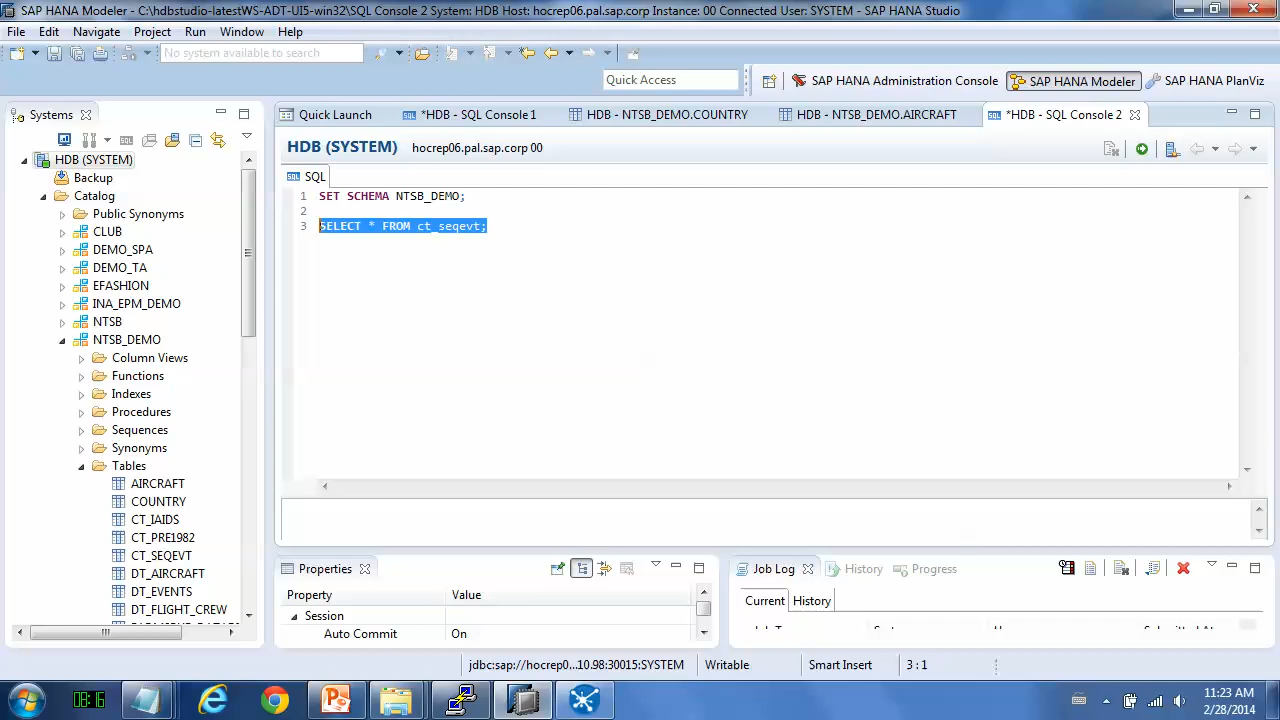 SAP HANA Modeler - C:\hdbstudio-latestWS-ADT-UI5-win32\SQL Console 2 System: HDB Host: hocrep06.pal.sap.corp Instance: 00 Connected User: SYSTEM - SAP HANA Studio
File Edit Navigate Project Run Window Help
No system available to search
Quick Access
SAP HANA Administration Console
SAP HANA Modeler
SAP HANA PlanViz
Systems
HDB (SYSTEM)
Backup
Catalog
Public Synonyms
CLUB
DEMO_SPA
DEMO_TA
EFASHION
INA_EPM_DEMO
NTSB
NTSB_DEMO
Column Views
Functions
Indexes
Procedures
Sequences
Synonyms
Tables
AIRCRAFT
COUNTRY
CT_IAIDS
CT_PRE1982
CT_SEQEVT
DT_AIRCRAFT
DT_EVENTS
DT_FLIGHT_CREW
Quick Launch
*HDB - SQL Console 1
HDB - NTSB_DEMO.COUNTRY
HDB - NTSB_DEMO.AIRCRAFT
*HDB - SQL Console 2
HDB (SYSTEM) hocrep06.pal.sap.corp 00
SQL
1 SET SCHEMA NTSB_DEMO;
2
3 SELECT * FROM ct_seqevt;
Properties
Property Value
Session
Auto Commit On
Job Log
History
Progress
Current History
jdbc:sap://hocrep0...10.98:30015:SYSTEM
Writable
Smart Insert
3 : 1
08:16
11:23 AM
2/28/2014